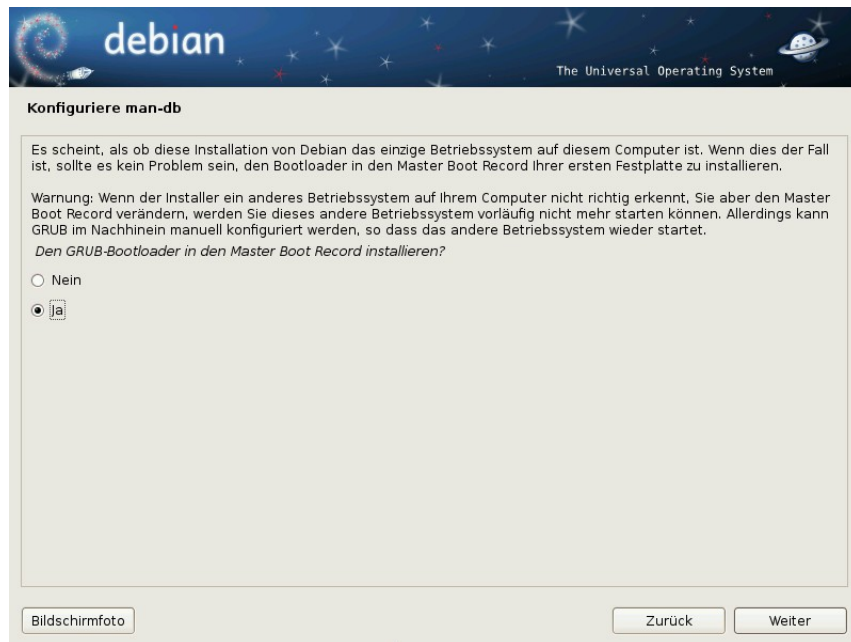 debian
The Universal Operating System
Konfiguriere man-db
Es scheint, als ob diese Installation von Debian das einzige Betriebssystem auf diesem Computer ist. Wenn dies der Fall
ist, sollte es kein Problem sein, den Bootloader in den Master Boot Record Ihrer ersten Festplatte zu installieren.
Warnung: Wenn der Installer ein anderes Betriebssystem auf Ihrem Computer nicht richtig erkennt, Sie aber den Master
Boot Record verändern, werden Sie dieses andere Betriebssystem vorläufig nicht mehr starten können. Allerdings kann
GRUB im Nachhinein manuell konfiguriert werden, so dass das andere Betriebssystem wieder startet.
Den GRUB-Bootloader in den Master Boot Record installieren?
Nein
Ja
Bildschirmfoto
Zurück
Weiter